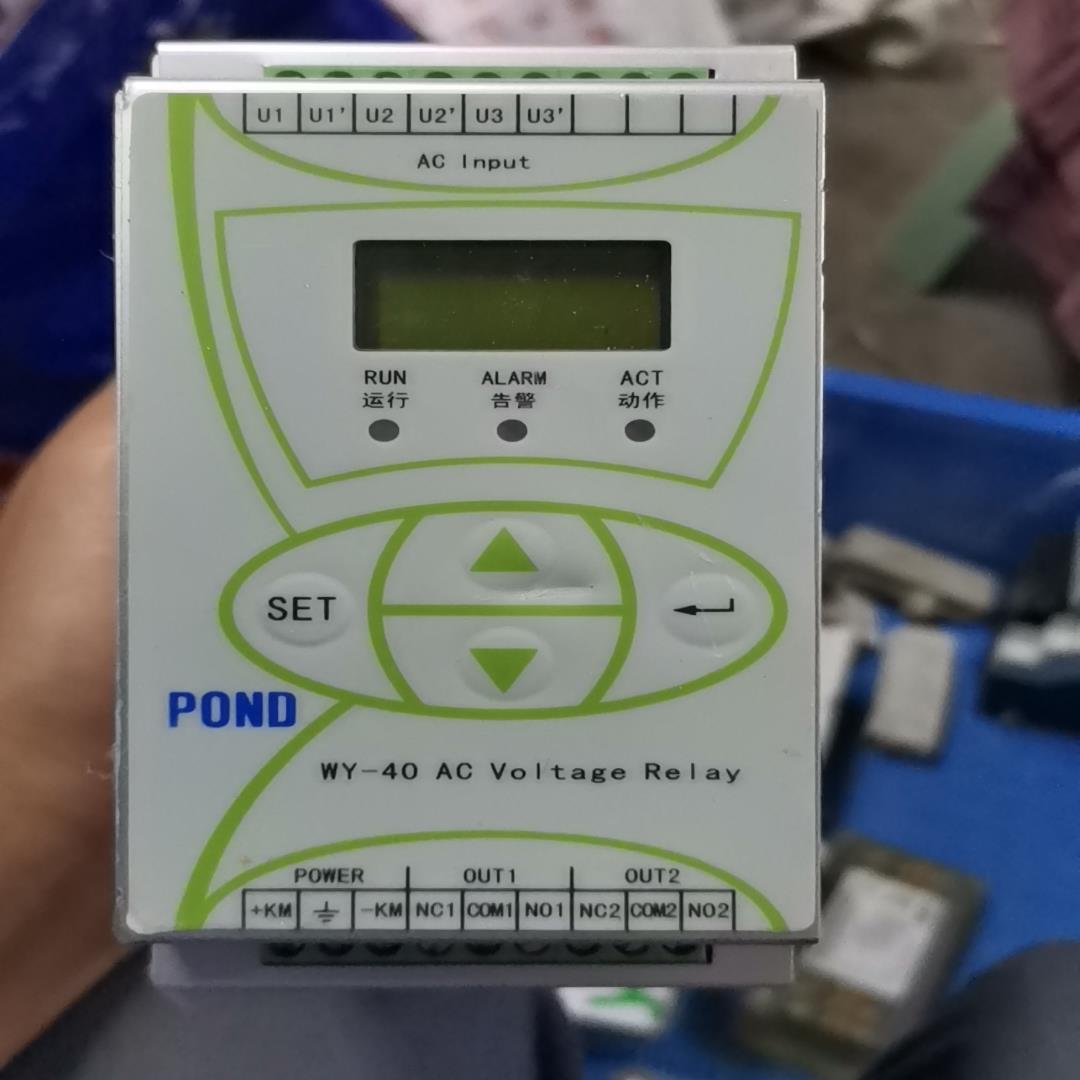 U1 U1' U2 U2' U3 U3'
AC Input
RUN ALARM ACT
运行 告警 动作
SET
POND
WY-40 AC Voltage Relay
POWER OUT1 OUT2
+KM -KM NC1 COM1 NO1 NC2 COM2 NO2